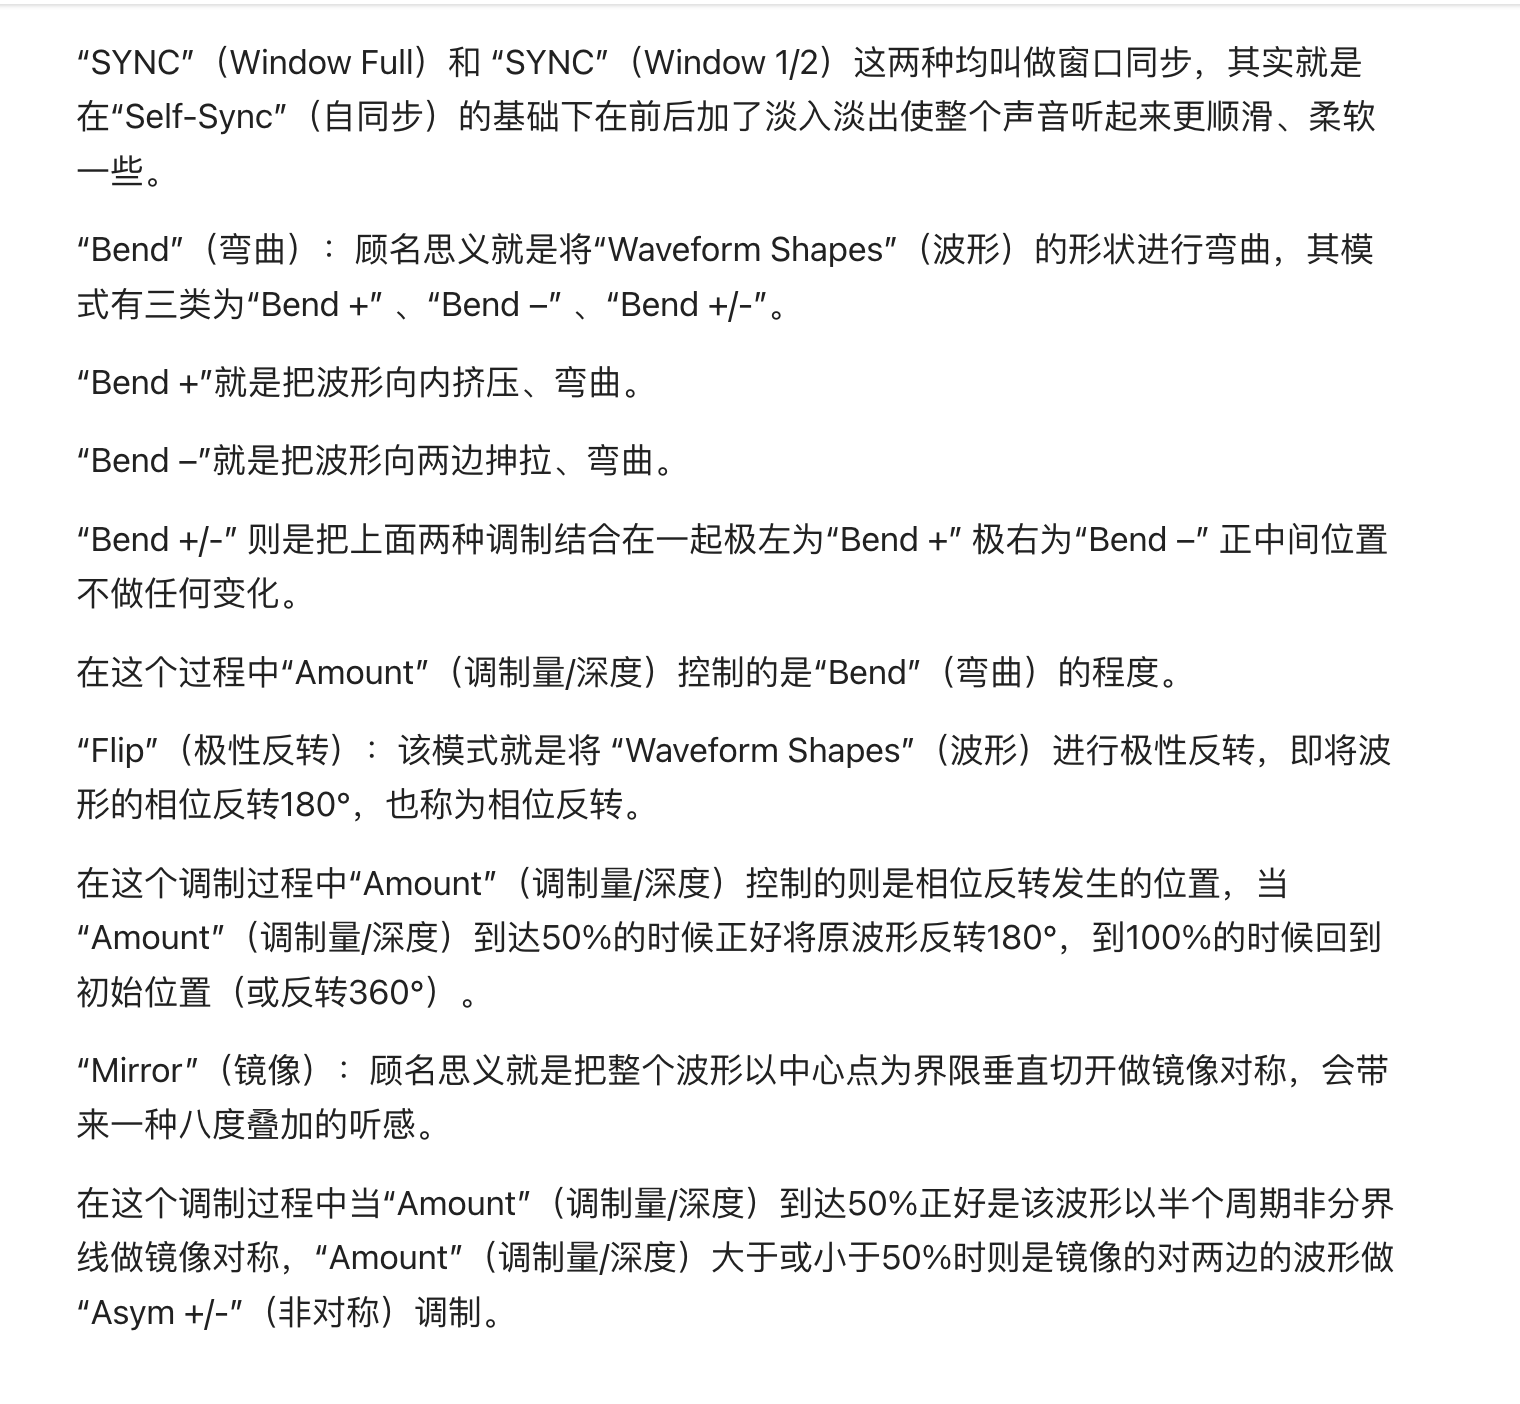 “SYNC”（Window Full）和 “SYNC”（Window 1/2）这两种均叫做窗口同步，其实就是
在“Self-Sync”（自同步）的基础下在前后加了淡入淡出使整个声音听起来更顺滑、柔软
一些。
“Bend”（弯曲）：顾名思义就是将“Waveform Shapes”（波形）的形状进行弯曲，其模
式有三类为“Bend +” 、“Bend –” 、“Bend +/-”。
“Bend +”就是把波形向内挤压、弯曲。
“Bend –”就是把波形向两边抻拉、弯曲。
“Bend +/-” 则是把上面两种调制结合在一起极左为“Bend +” 极右为“Bend –” 正中间位置
不做任何变化。
在这个过程中“Amount”（调制量/深度）控制的是“Bend”（弯曲）的程度。
“Flip”（极性反转）：该模式就是将 “Waveform Shapes”（波形）进行极性反转，即将波
形的相位反转180°，也称为相位反转。
在这个调制过程中“Amount”（调制量/深度）控制的则是相位反转发生的位置，当
“Amount”（调制量/深度）到达50%的时候正好将原波形反转180°，到100%的时候回到
初始位置（或反转360°）。
“Mirror”（镜像）：顾名思义就是把整个波形以中心点为界限垂直切开做镜像对称，会带
来一种八度叠加的听感。
在这个调制过程中当“Amount”（调制量/深度）到达50%正好是该波形以半个周期非分界
线做镜像对称，“Amount”（调制量/深度）大于或小于50%时则是镜像的对两边的波形做
“Asym +/-”（非对称）调制。